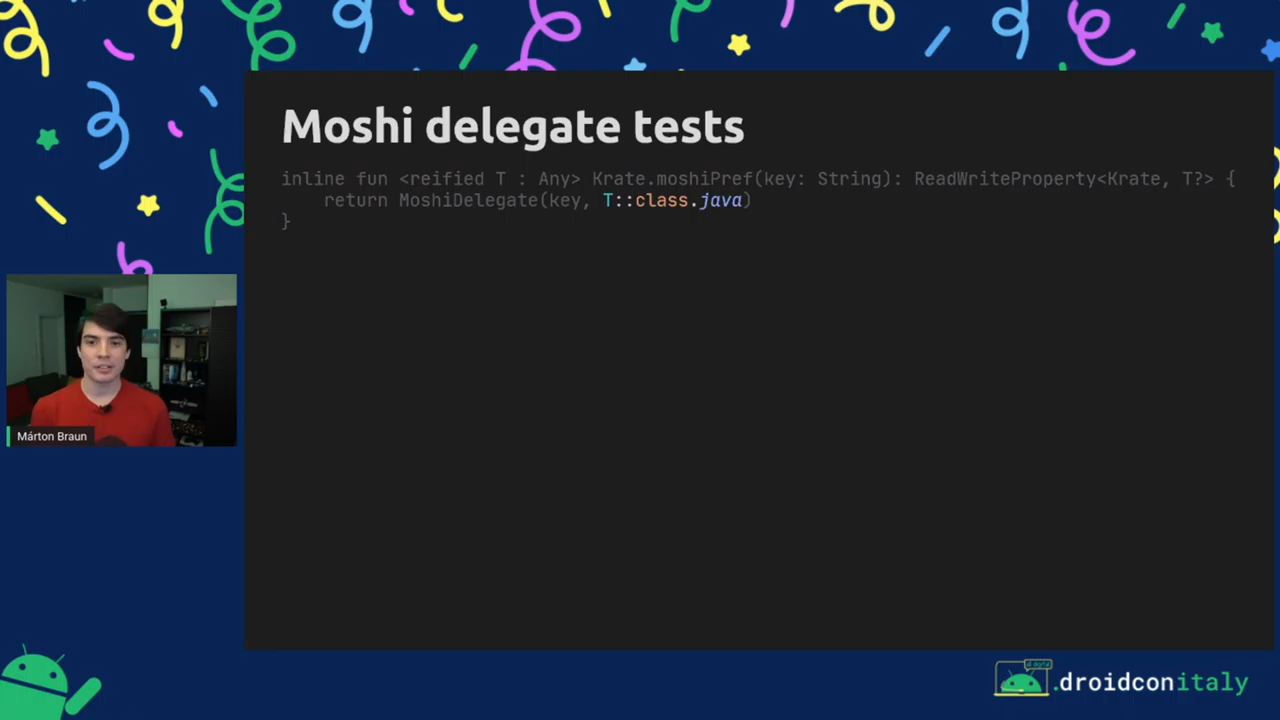 Moshi delegate tests
inline fun <reified T : Any> Krate.moshiPref(key: String): ReadWriteProperty<Krate, T?> {
    return MoshiDelegate(key, T::class.java)
}
Márton Braun
.droidconitaly